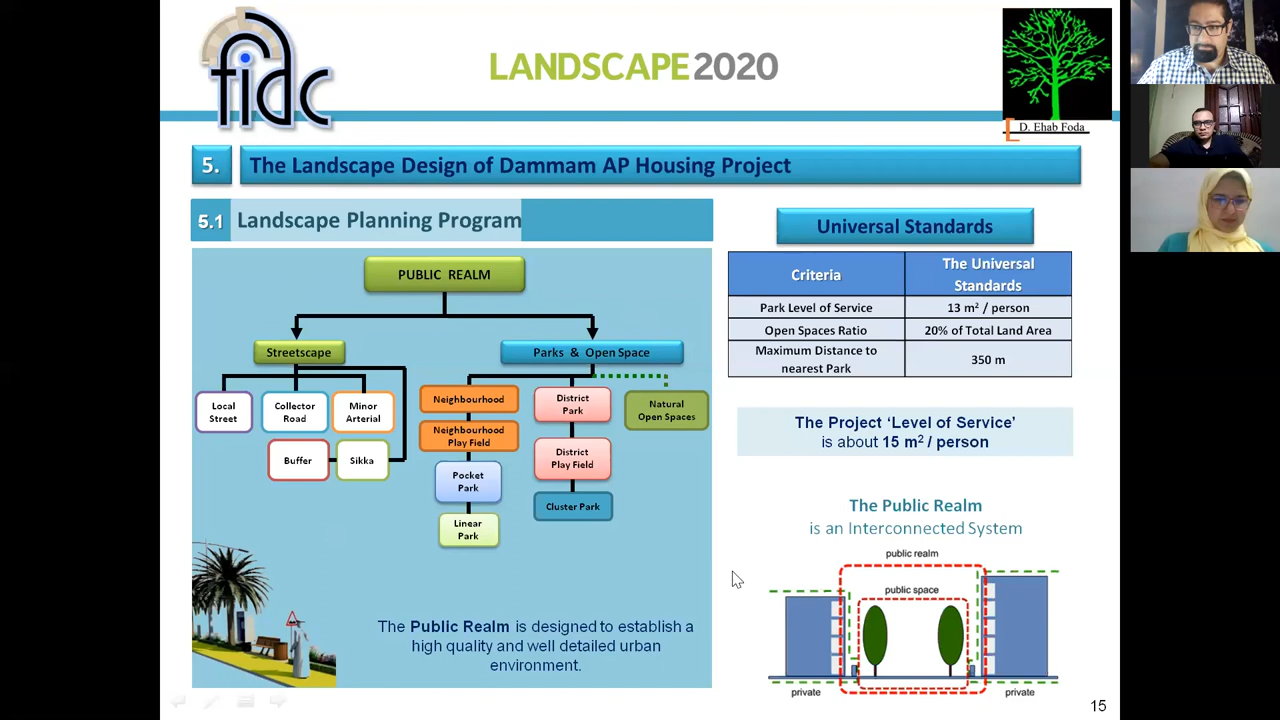 fidc
LANDSCAPE2020
D. Ehab Foda
5.
The Landscape Design of Dammam AP Housing Project
5.1 Landscape Planning Program
PUBLIC REALM
Streetscape
Parks & Open Space
Local
Street
Collector
Road
Minor
Arterial
Buffer
Sikka
Neighbourhood
Neighbourhood
Play Field
Pocket
Park
Linear
Park
District
Park
District
Play Field
Cluster Park
Natural
Open Spaces
The Public Realm is designed to establish a
high quality and well detailed urban
environment.
Universal Standards
Criteria
The Universal
Standards
Park Level of Service
13 m² / person
Open Spaces Ratio
20% of Total Land Area
Maximum Distance to
nearest Park
350 m
The Project ‘Level of Service’
is about 15 m² / person
The Public Realm
is an Interconnected System
public realm
public space
private
private
15